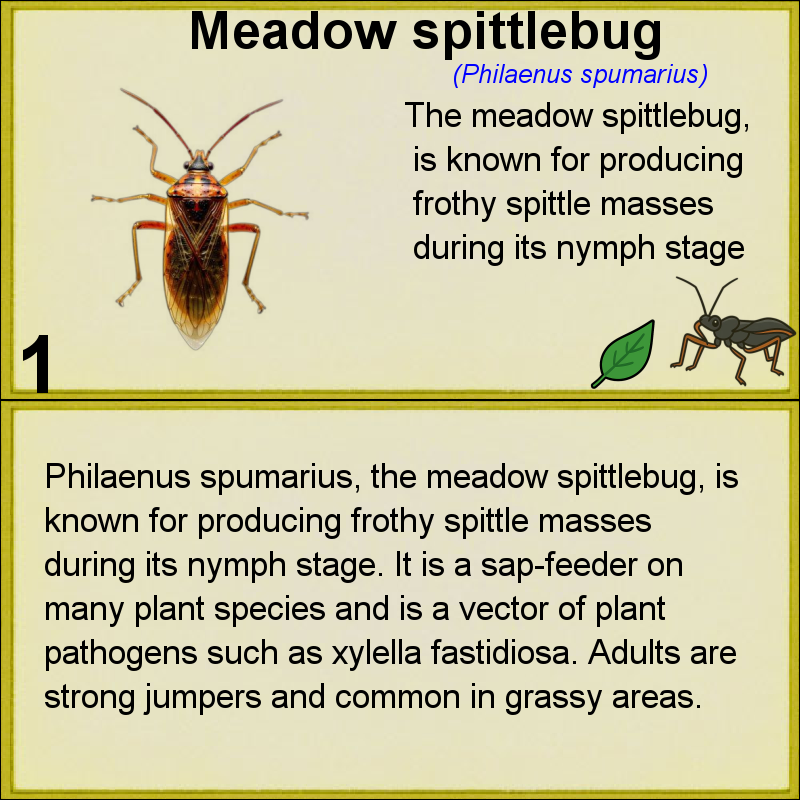 Meadow spittlebug
(Philaenus spumarius)
The meadow spittlebug,
is known for producing
frothy spittle masses
during its nymph stage
1
Philaenus spumarius, the meadow spittlebug, is
known for producing frothy spittle masses
during its nymph stage. It is a sap-feeder on
many plant species and is a vector of plant
pathogens such as xylella fastidiosa. Adults are
strong jumpers and common in grassy areas.